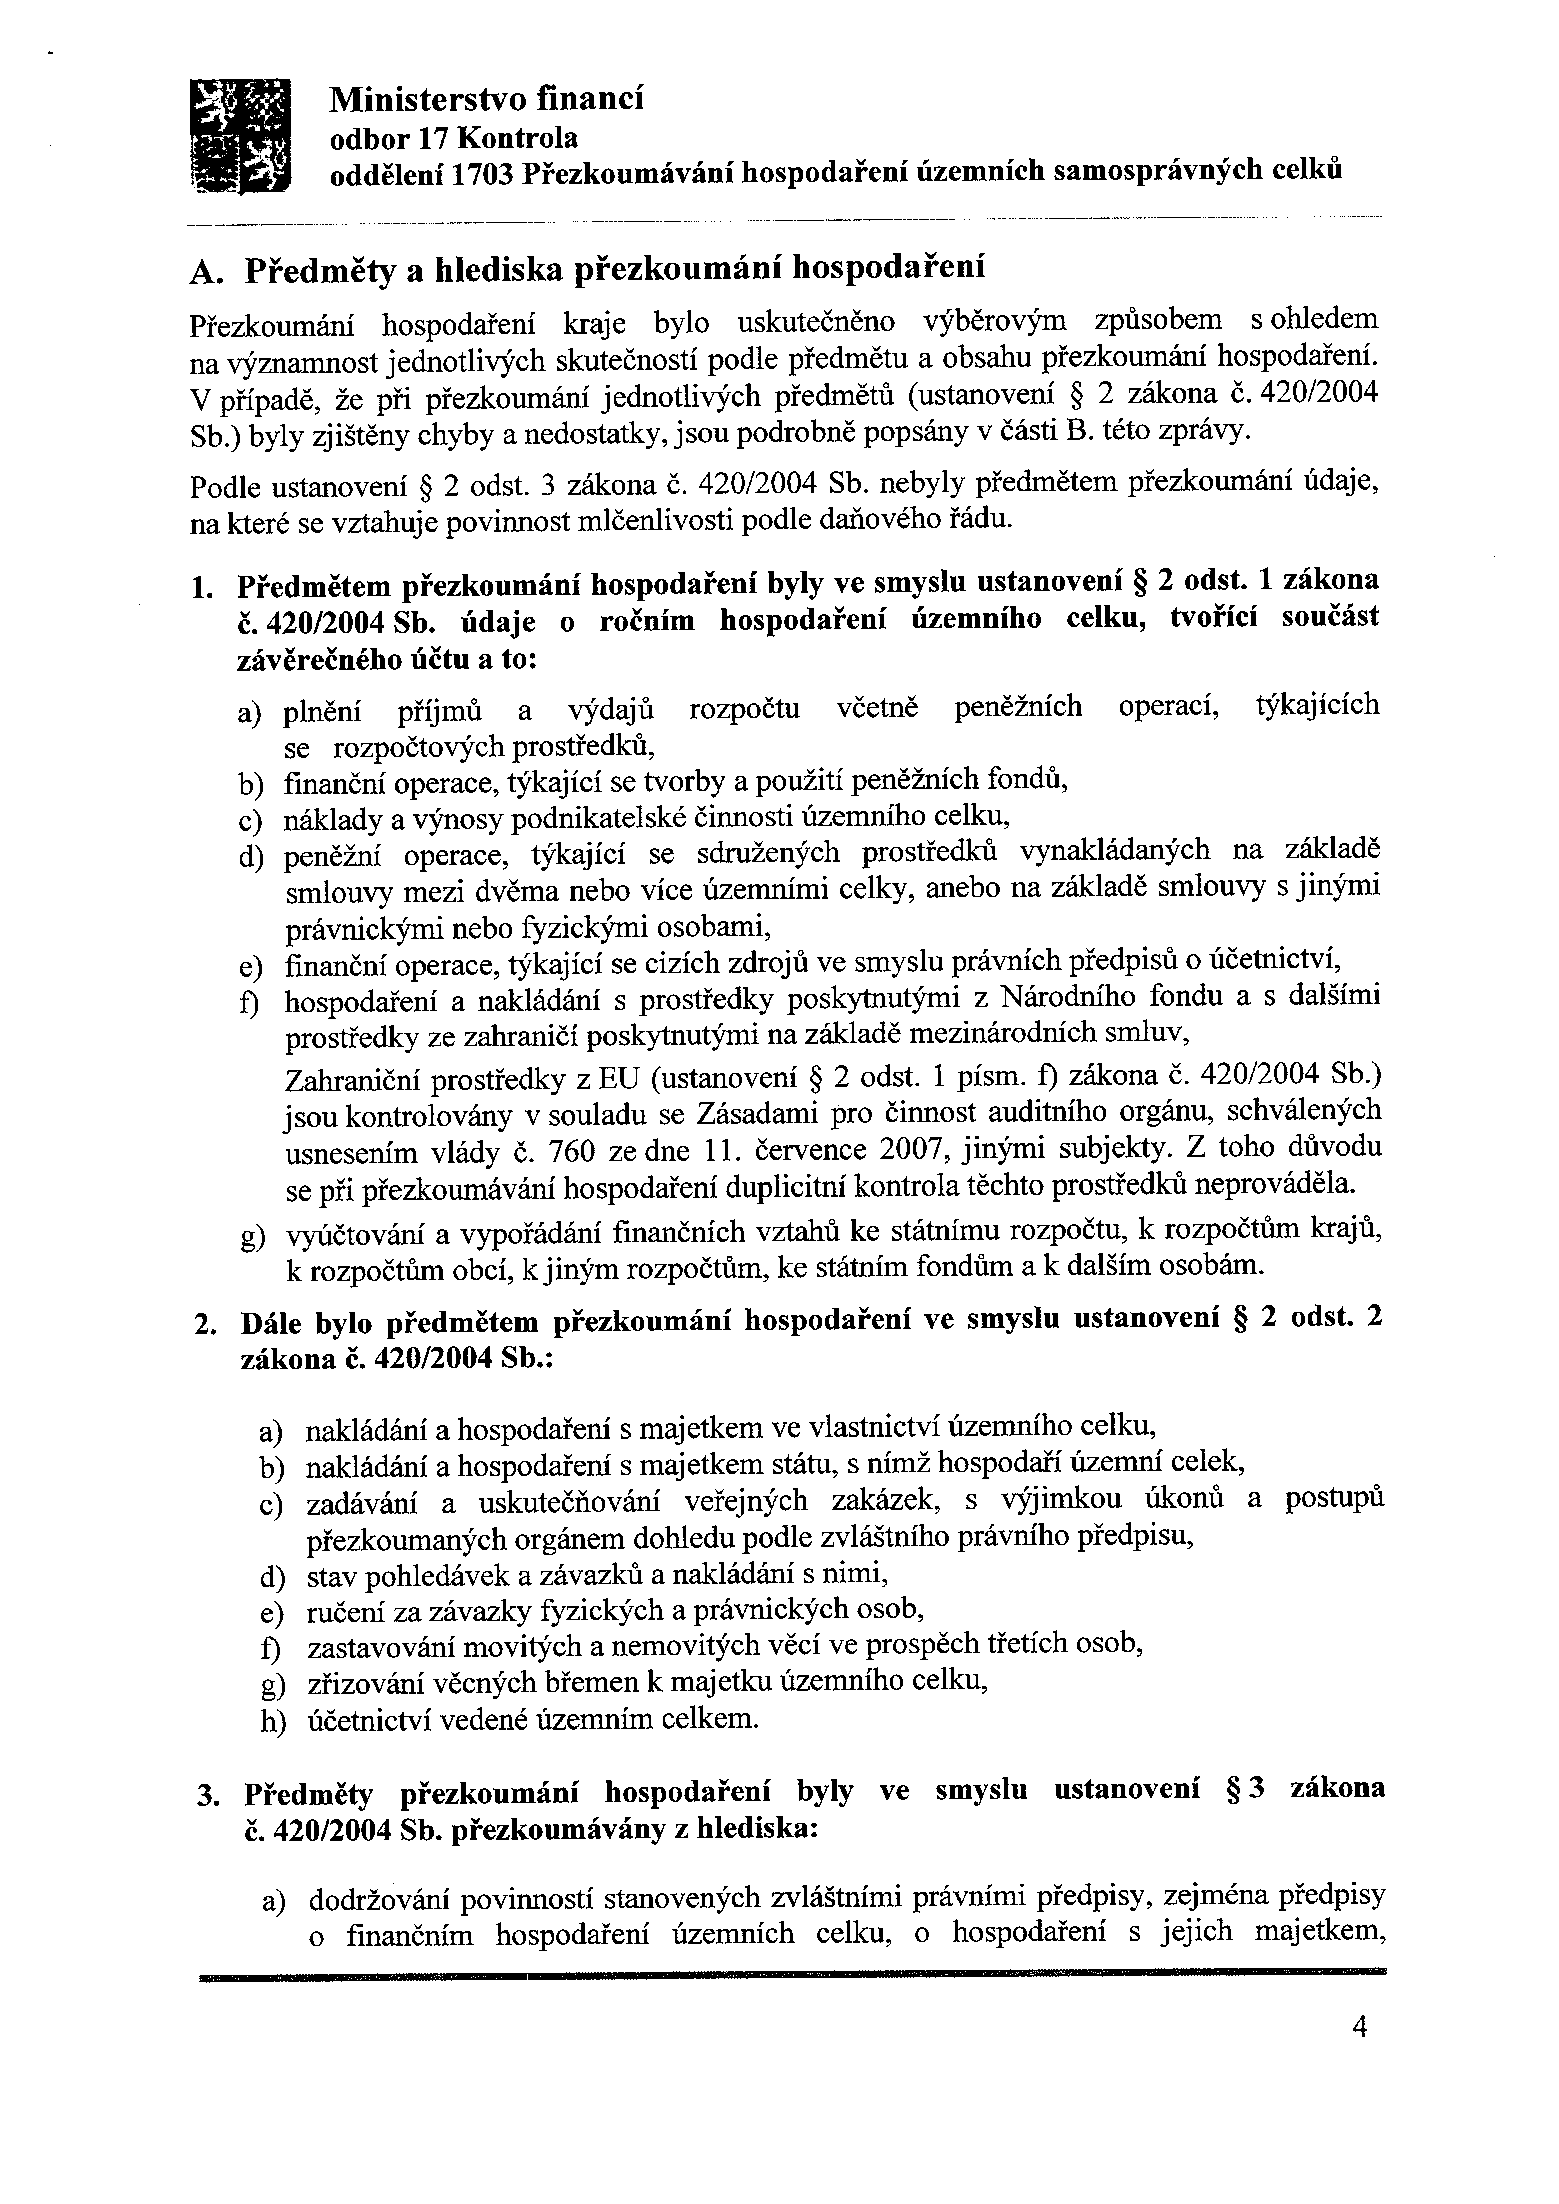 Ministerstvo financí
odbor 17 Kontrola
oddělení 1703 Přezkoumávání hospodaření územních samosprávných celků
A. Předměty a hlediska přezkoumání hospodaření
Přezkoumání hospodaření kraje bylo uskutečněno výběrovým způsobem s ohledem
na významnost jednotlivých skutečností podle předmětu a obsahu přezkoumání hospodaření.
V případě, že při přezkoumání jednotlivých předmětů (ustanovení § 2 zákona č. 420/2004
Sb.) byly zjištěny chyby a nedostatky, jsou podrobně popsány v části B. této zprávy.
Podle ustanovení § 2 odst. 3 zákona č. 420/2004 Sb. nebyly předmětem přezkoumání údaje,
na které se vztahuje povinnost mlčenlivosti podle daňového řádu.
1. Předmětem přezkoumání hospodaření byly ve smyslu ustanovení § 2 odst. 1 zákona
č. 420/2004 Sb. údaje o ročním hospodaření územního celku, tvořící součást
závěrečného účtu a to:
a) plnění příjmů a výdajů rozpočtu včetně peněžních operací, týkajících
se rozpočtových prostředků,
b) finanční operace, týkající se tvorby a použití peněžních fondů,
c) náklady a výnosy podnikatelské činnosti územního celku,
d) peněžní operace, týkající se sdružených prostředků vynakládaných na základě
smlouvy mezi dvěma nebo více územními celky, anebo na základě smlouvy s jinými
právnickými nebo fyzickými osobami,
e) finanční operace, týkající se cizích zdrojů ve smyslu právních předpisů o účetnictví,
f) hospodaření a nakládání s prostředky poskytnutými z Národního fondu a s dalšími
prostředky ze zahraničí poskytnutými na základě mezinárodních smluv,
Zahraniční prostředky z EU (ustanovení § 2 odst. 1 písm. f) zákona č. 420/2004 Sb.)
jsou kontrolovány v souladu se Zásadami pro činnost auditního orgánu, schválených
usnesením vlády č. 760 ze dne 11. července 2007, jinými subjekty. Z toho důvodu
se při přezkoumávání hospodaření duplicitní kontrola těchto prostředků neprováděla.
g) vyúčtování a vypořádání finančních vztahů ke státnímu rozpočtu, k rozpočtům krajů,
k rozpočtům obcí, k jiným rozpočtům, ke státním fondům a k dalším osobám.
2. Dále bylo předmětem přezkoumání hospodaření ve smyslu ustanovení § 2 odst. 2
zákona č. 420/2004 Sb.:
a) nakládání a hospodaření s majetkem ve vlastnictví územního celku,
b) nakládání a hospodaření s majetkem státu, s nímž hospodaří územní celek,
c) zadávání a uskutečňování veřejných zakázek, s výjimkou úkonů a postupů
přezkoumaných orgánem dohledu podle zvláštního právního předpisu,
d) stav pohledávek a závazků a nakládání s nimi,
e) ručení za závazky fyzických a právnických osob,
f) zastavování movitých a nemovitých věcí ve prospěch třetích osob,
g) zřizování věcných břemen k majetku územního celku,
h) účetnictví vedené územním celkem.
3. Předměty přezkoumání hospodaření byly ve smyslu ustanovení § 3 zákona
č. 420/2004 Sb. přezkoumávány z hlediska:
a) dodržování povinností stanovených zvláštními právními předpisy, zejména předpisy
o finančním hospodaření územních celku, o hospodaření s jejich majetkem,
4